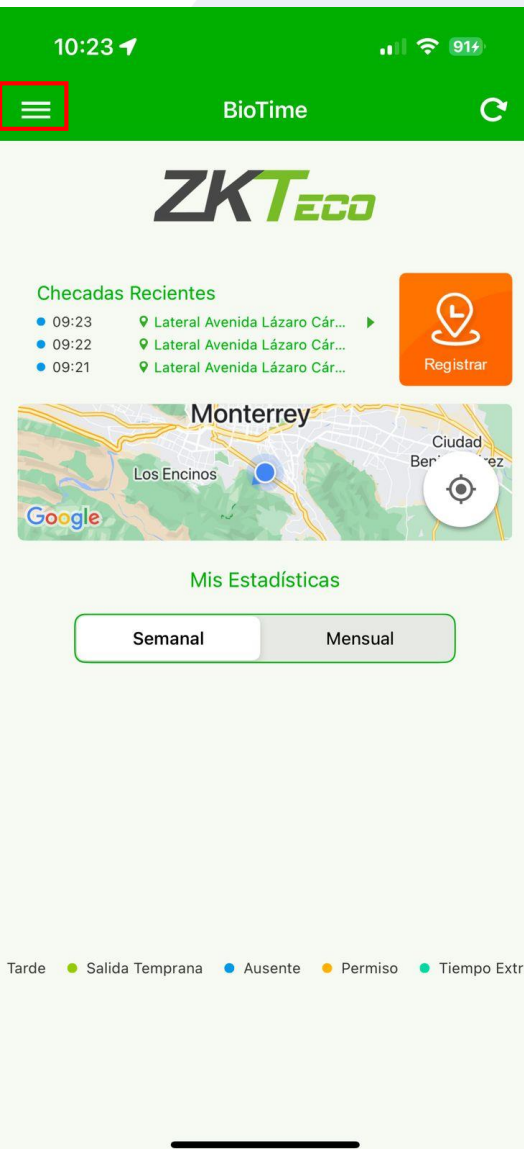 10:23
91
BioTime
ZKTECO
Checadas Recientes
09:23 Lateral Avenida Lázaro Cár...
09:22 Lateral Avenida Lázaro Cár...
09:21 Lateral Avenida Lázaro Cár...
Registrar
Monterrey
Ciudad
Los Encinos
Google
Mis Estadísticas
Semanal Mensual
Tarde Salida Temprana Ausente Permiso Tiempo Extr